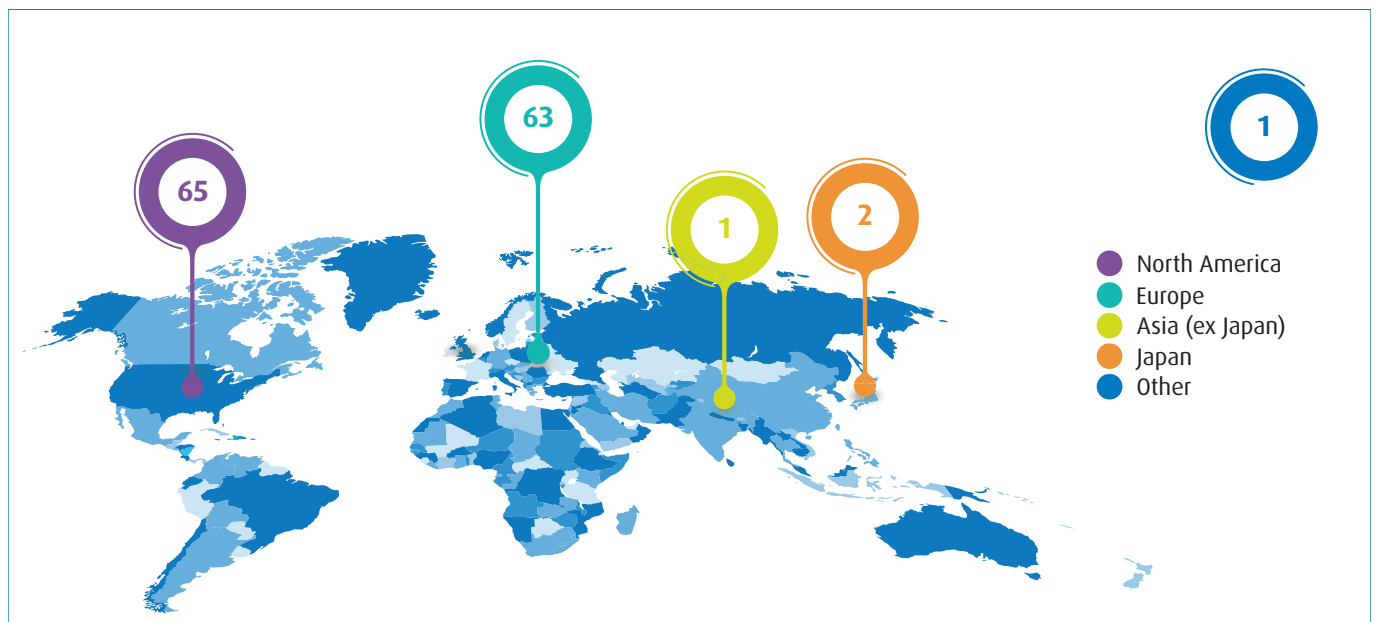 63
1
65
2
1
North America
Europe
Asia (ex Japan)
Japan
Other